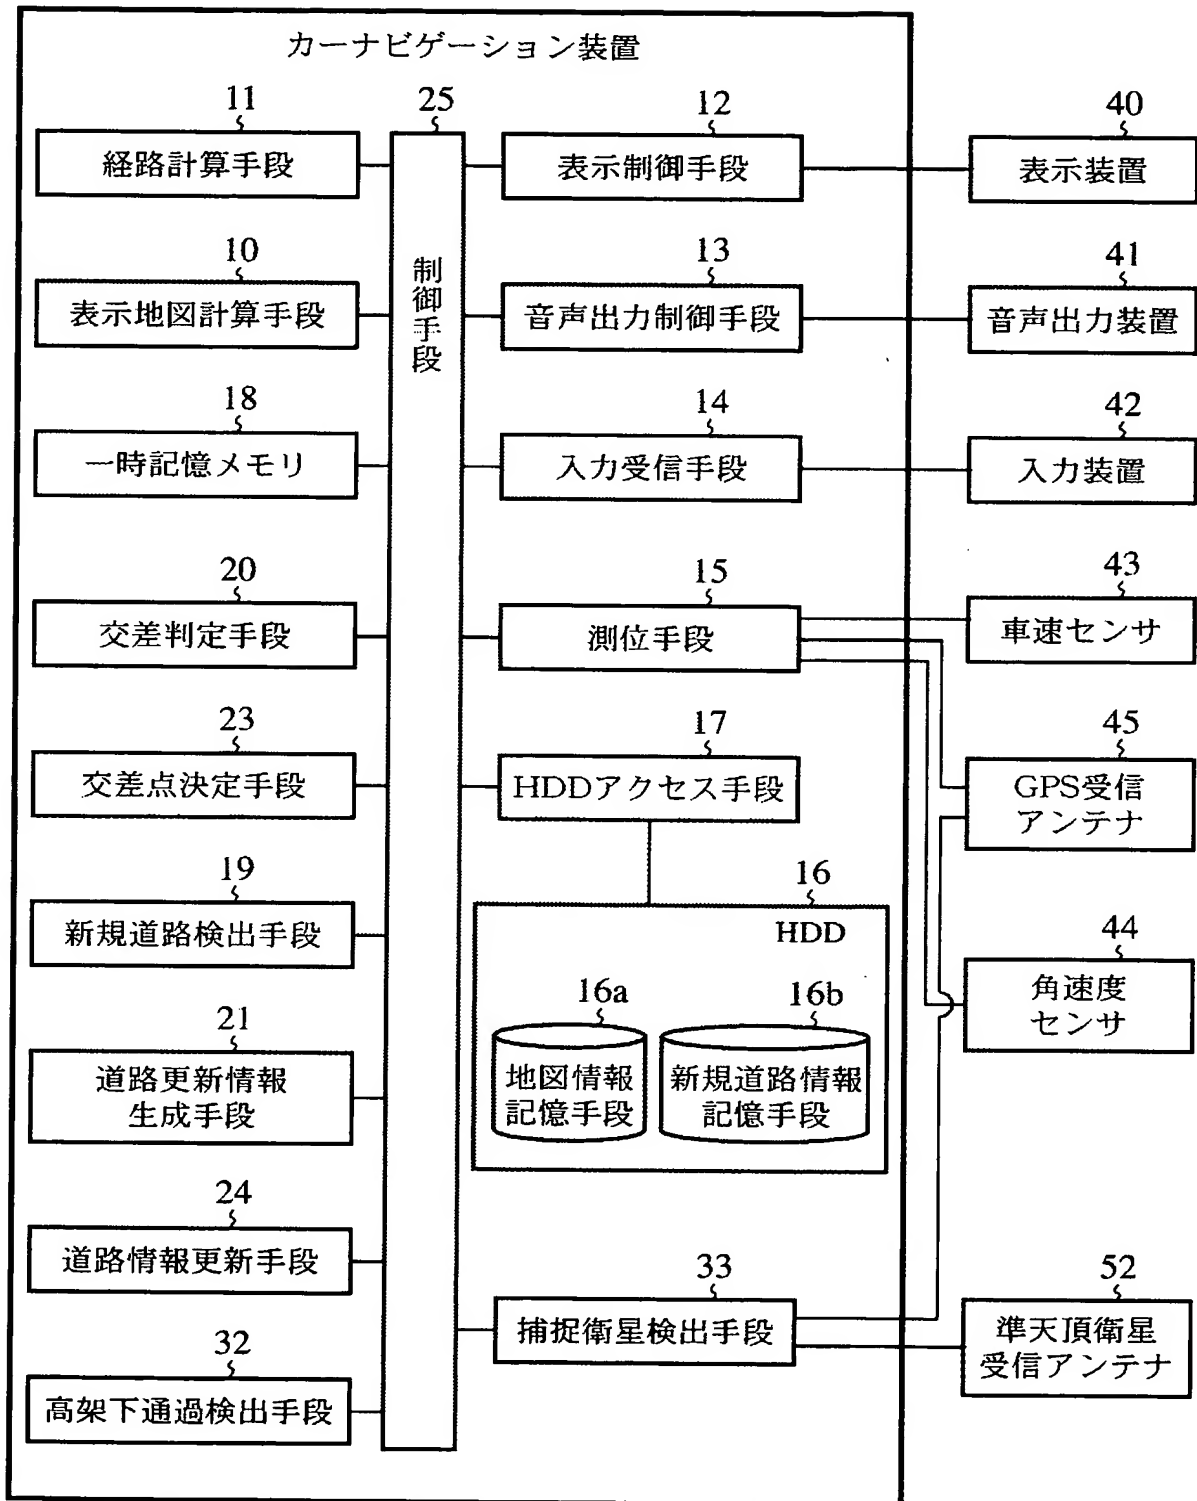 カーナビゲーション装置
11
経路計算手段
25
制御手段
12
表示制御手段
40
表示装置
10
表示地図計算手段
13
音声出力制御手段
41
音声出力装置
18
一時記憶メモリ
14
入力受信手段
42
入力装置
20
交差判定手段
15
測位手段
43
車速センサ
23
交差点決定手段
17
HDDアクセス手段
45
GPS受信
アンテナ
19
新規道路検出手段
16
HDD
44
角速度
センサ
16a
地図情報
記憶手段
16b
新規道路情報
記憶手段
21
道路更新情報
生成手段
24
道路情報更新手段
33
捕捉衛星検出手段
52
準天頂衛星
受信アンテナ
32
高架下通過検出手段